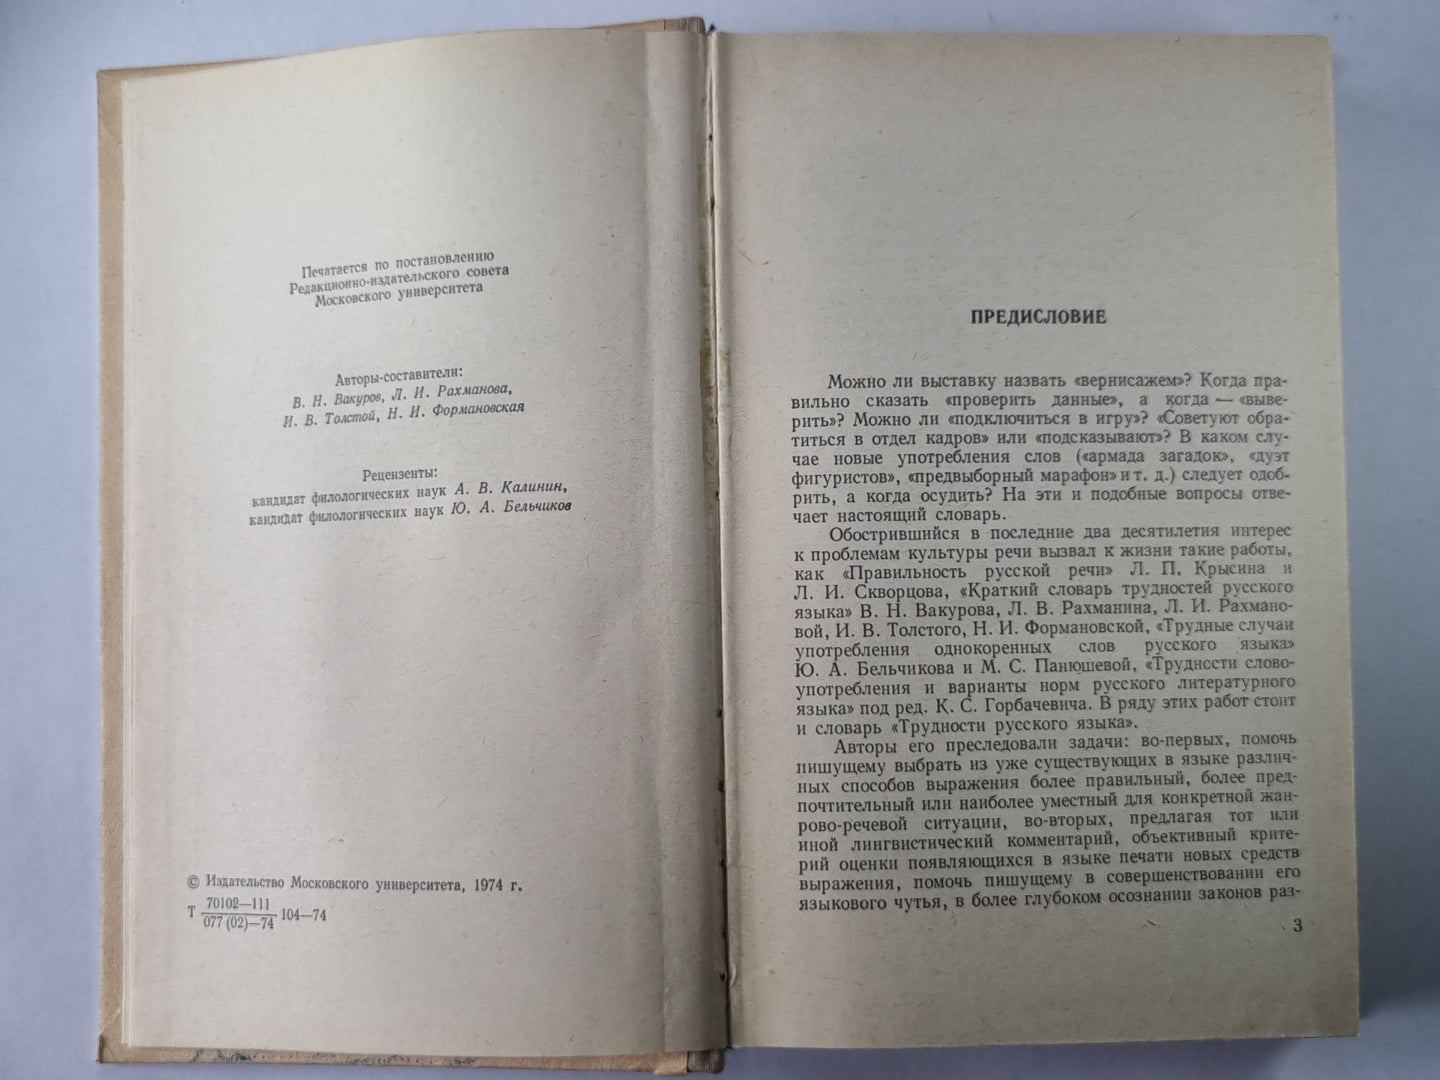 Печатается по постановлению
Редакционно-издательского совета
Московского университета
Авторы-составители:
В. Н. Вакуров, Л. И. Рахманова,
И. В. Толстой, Н. И. Формановская
Рецензенты:
кандидат филологических наук А. В. Калинин,
кандидат филологических наук Ю. А. Бельчиков
© Издательство Московского университета, 1974 г.
70102—111
Т 077 (02)—74 104—74
ПРЕДИСЛОВИЕ
Можно ли выставку назвать «вернисажем»? Когда пра-
вильно сказать «проверить данные», а когда — «выве-
рить»? Можно ли «подключиться в игру»? «Советуют обра-
титься в отдел кадров» или «подсказывают»? В каком слу-
чае новые употребления слов («армада загадок», «дуэт
фигуристов», «предвыборный марафон» и т. д.) следует одоб-
рить, а когда осудить? На эти и подобные вопросы отве-
чает настоящий словарь.
Обострившийся в последние два десятилетия интерес
к проблемам культуры речи вызвал к жизни такие работы,
как «Правильность русской речи» Л. П. Крысина и
Л. И. Скворцова, «Краткий словарь трудностей русского
языка» В. Н. Вакурова, Л. В. Рахманина, Л. И. Рахмано-
вой, И. В. Толстого, Н. И. Формановской, «Трудные случаи
употребления однокоренных слов русского языка»
Ю. А. Бельчикова и М. С. Панюшевой, «Труднссти слово-
употребления и варианты норм русского литературного
языка» под ред. К. С. Горбачевича. В ряду этих работ стоит
и словарь «Трудности русского языка».
Авторы его преследовали задачи: во-первых, помочь
пишущему выбрать из уже существующих в языке различ-
ных способов выражения более правильный, более пред-
почтительный или наиболее уместный для конкретной жан-
рово-речевой ситуации, во-вторых, предлагая тот или
иной лингвистический комментарий, объективный крите-
рий оценки появляющихся в языке печати новых средств
выражения, помочь пишущему в совершенствовании его
языкового чутья, в более глубоком осознании законов раз-
3